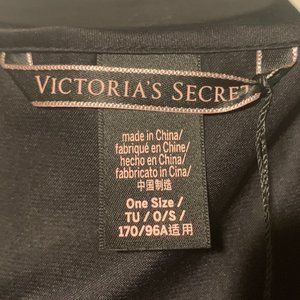 VICTORIA'S SECRET
made in China/
fabriqué en Chine/
hecho en China/
fabbricato in Cina/
中国制造
One Size /
TU / O/S /
170/96A适用